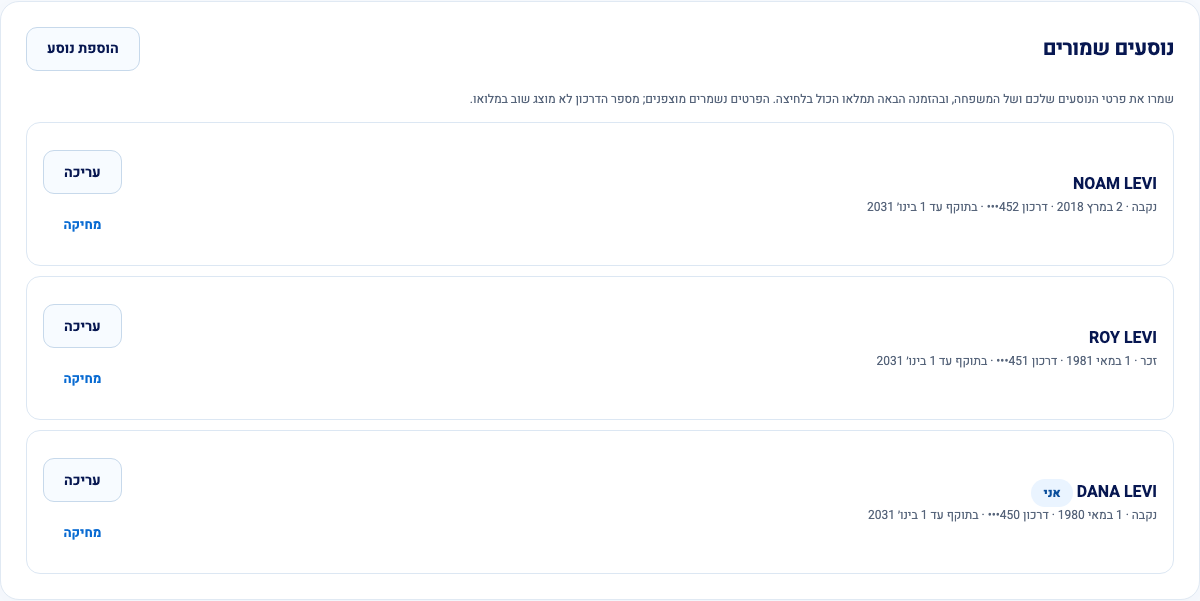 נוסעים שמורים
הוספת נוסע
שמרו את פרטי הנוסעים שלכם ושל המשפחה, ובהזמנה הבאה תמלאו הכול בלחיצה. הפרטים נשמרים מוצפנים; מספר הדרכון לא מוצג שוב במלואו.
NOAM LEVI
נקבה · 2 במרץ 2018 · דרכון 452••• · בתוקף עד 1 בינו׳ 2031
עריכה
מחיקה
ROY LEVI
זכר · 1 במאי 1981 · דרכון 451••• · בתוקף עד 1 בינו׳ 2031
עריכה
מחיקה
DANA LEVI אני
נקבה · 1 במאי 1980 · דרכון 450••• · בתוקף עד 1 בינו׳ 2031
עריכה
מחיקה